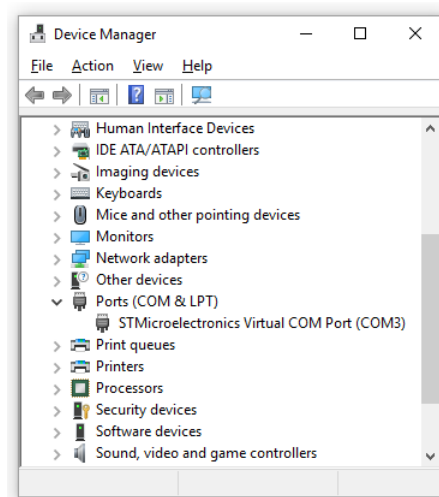 Device Manager
File Action View Help
Human Interface Devices
IDE ATA/ATAPI controllers
Imaging devices
Keyboards
Mice and other pointing devices
Monitors
Network adapters
Other devices
Ports (COM & LPT)
STMicroelectronics Virtual COM Port (COM3)
Print queues
Printers
Processors
Security devices
Software devices
Sound, video and game controllers